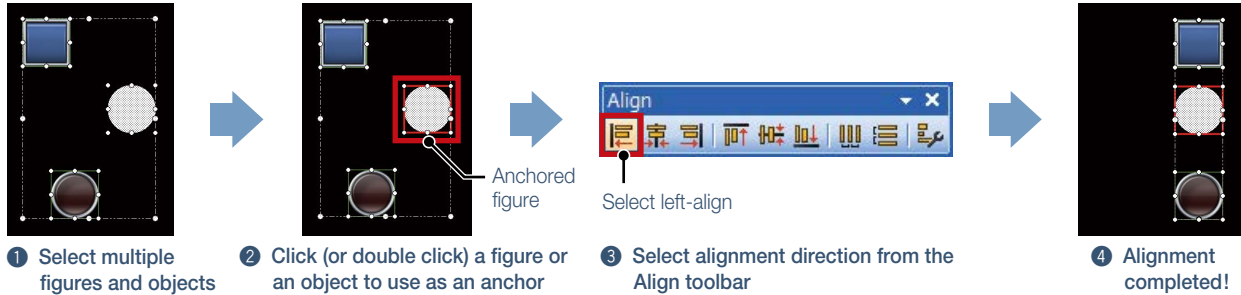 Align
Anchored
figure
Select left-align
❶ Select multiple
figures and objects
❷ Click (or double click) a figure or
an object to use as an anchor
❸ Select alignment direction from the
Align toolbar
❹ Alignment
completed!